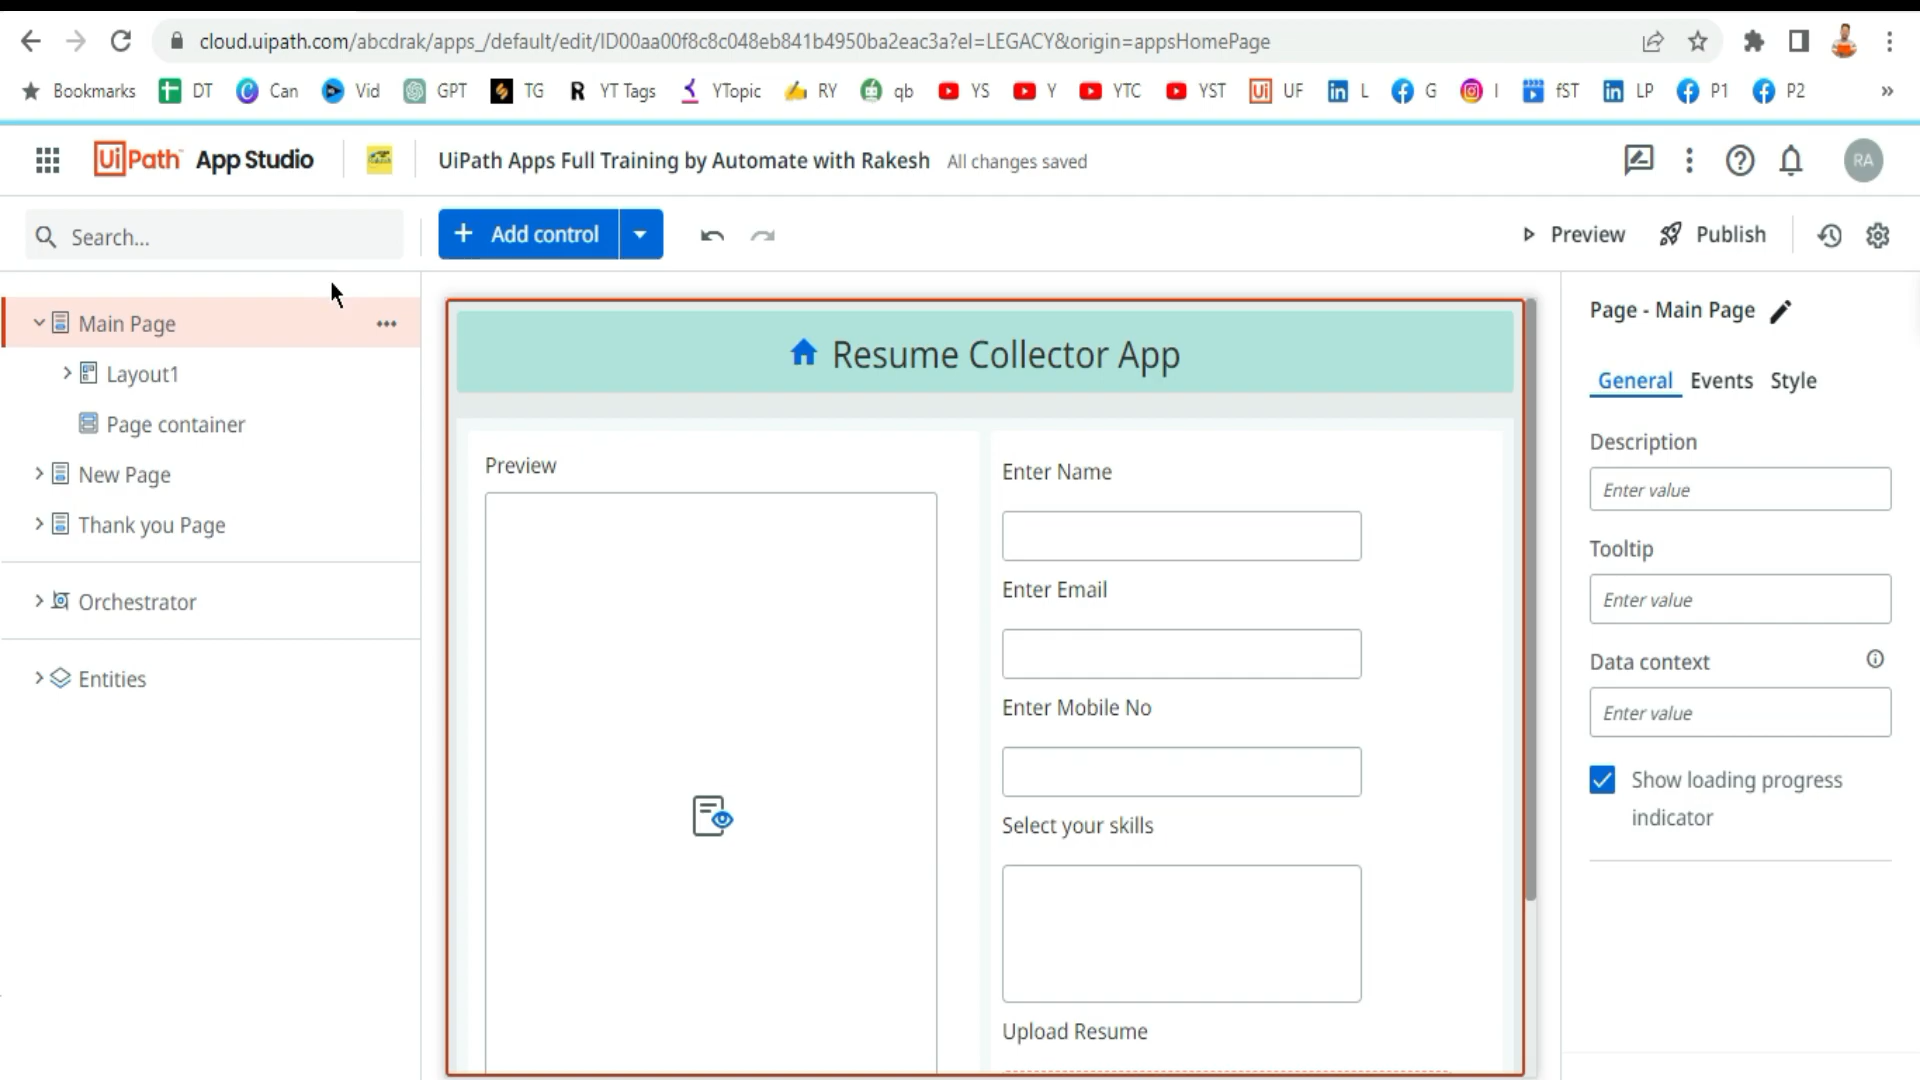 cloud.uipath.com/abcdrak/apps_/default/edit/ID00aa00f8c8c048eb841b4950ba2eac3a?el=LEGACY&origin=appsHomePage
Bookmarks DT Can Vid GPT TG YT Tags YTopic RY qb YS Y YTC YST UF L G I fST LP P1 P2 »
UiPath App Studio UiPath Apps Full Training by Automate with Rakesh All changes saved RA
Search... + Add control Preview Publish
Main Page
Layout1
Page container
New Page
Thank you Page
Orchestrator
Entities
Resume Collector App
Preview
Enter Name
Enter Email
Enter Mobile No
Select your skills
Upload Resume
Page - Main Page
General Events Style
Description
Enter value
Tooltip
Enter value
Data context
Enter value
Show loading progress
indicator